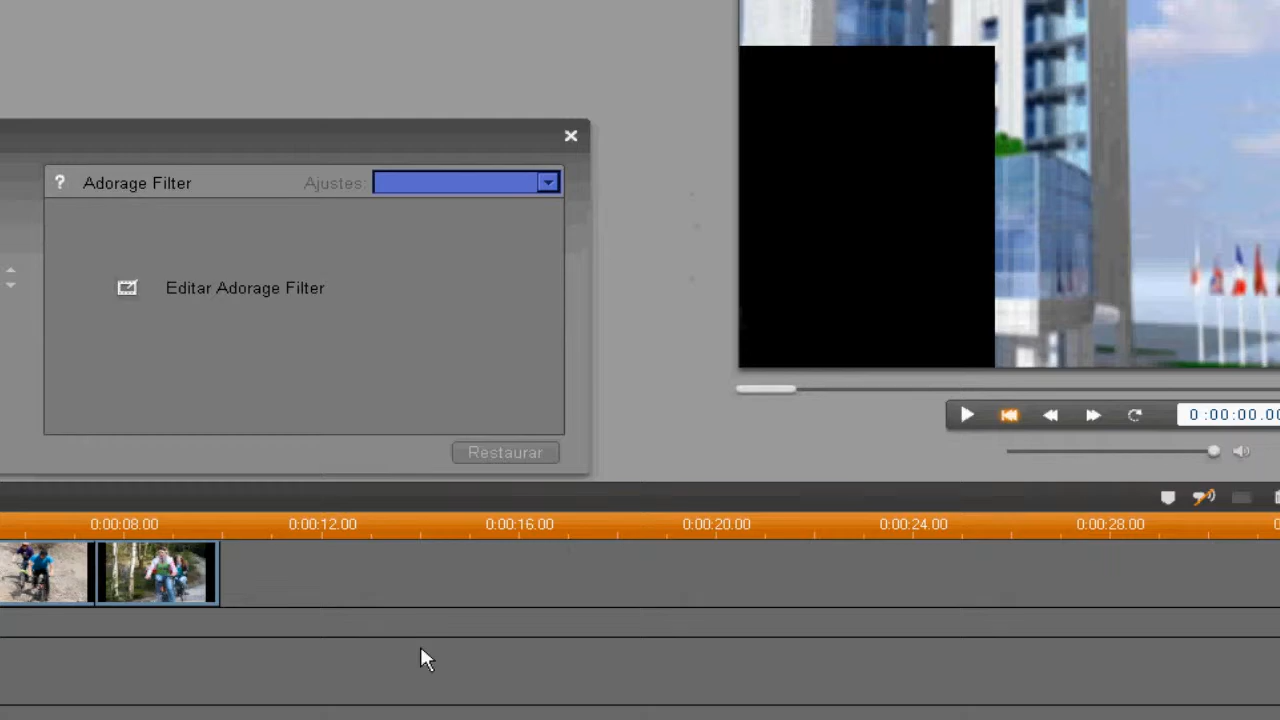 ? Adorage Filter Ajustes:
Editar Adorage Filter
Restaurar
0:00:00.00
0:00:08.00 0:00:12.00 0:00:16.00 0:00:20.00 0:00:24.00 0:00:28.00